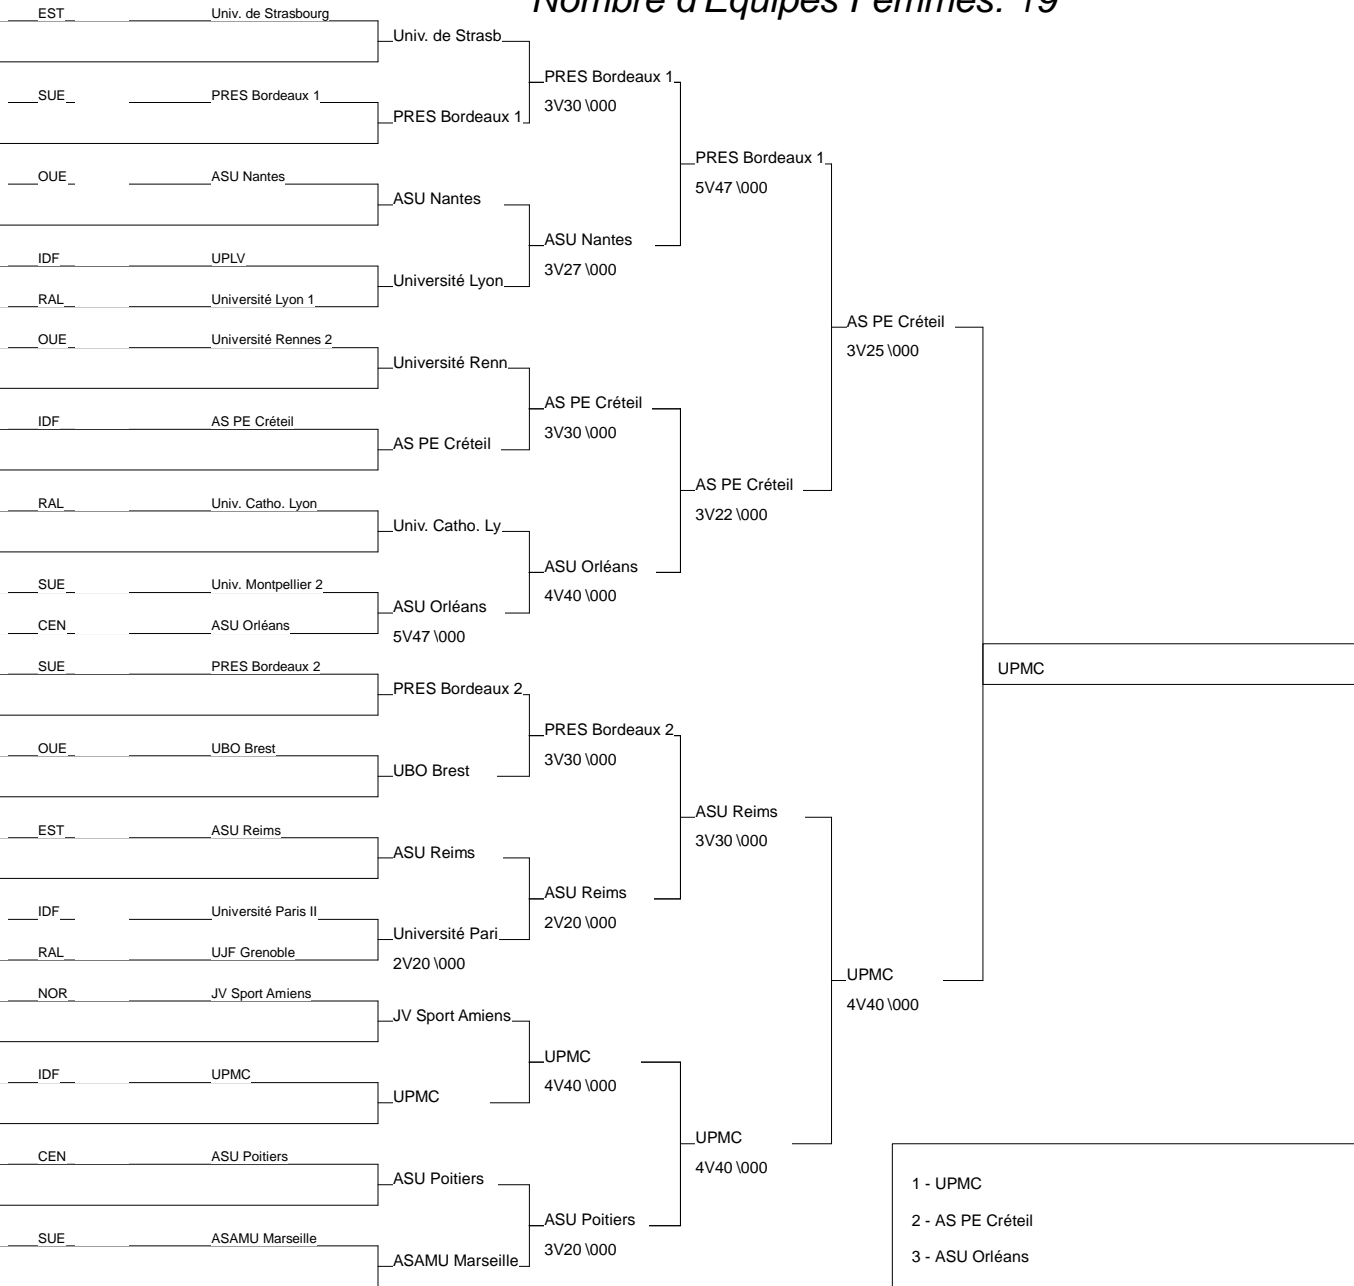 Nombre d'Equipes Femmes: 19
EST Univ. de Strasbourg
Univ. de Strasb
PRES Bordeaux 1
SUE PRES Bordeaux 1
3V30 \000
PRES Bordeaux 1
PRES Bordeaux 1
OUE ASU Nantes
5V47 \000
ASU Nantes
ASU Nantes
IDF UPLV
3V27 \000
Université Lyon
RAL Université Lyon 1
AS PE Créteil
OUE Université Rennes 2
3V25 \000
Université Renn
AS PE Créteil
IDF AS PE Créteil
3V30 \000
AS PE Créteil
AS PE Créteil
RAL Univ. Catho. Lyon
3V22 \000
Univ. Catho. Ly
ASU Orléans
SUE Univ. Montpellier 2
4V40 \000
ASU Orléans
CEN ASU Orléans
5V47 \000
SUE PRES Bordeaux 2
UPMC
PRES Bordeaux 2
PRES Bordeaux 2
OUE UBO Brest
3V30 \000
UBO Brest
ASU Reims
EST ASU Reims
3V30 \000
ASU Reims
ASU Reims
IDF Université Paris II
2V20 \000
Université Pari
RAL UJF Grenoble
2V20 \000
UPMC
NOR JV Sport Amiens
4V40 \000
JV Sport Amiens
UPMC
IDF UPMC
4V40 \000
UPMC
UPMC
CEN ASU Poitiers
4V40 \000
ASU Poitiers
1 - UPMC
ASU Poitiers
2 - AS PE Créteil
SUE ASAMU Marseille
3V20 \000
ASAMU Marseille
3 - ASU Orléans